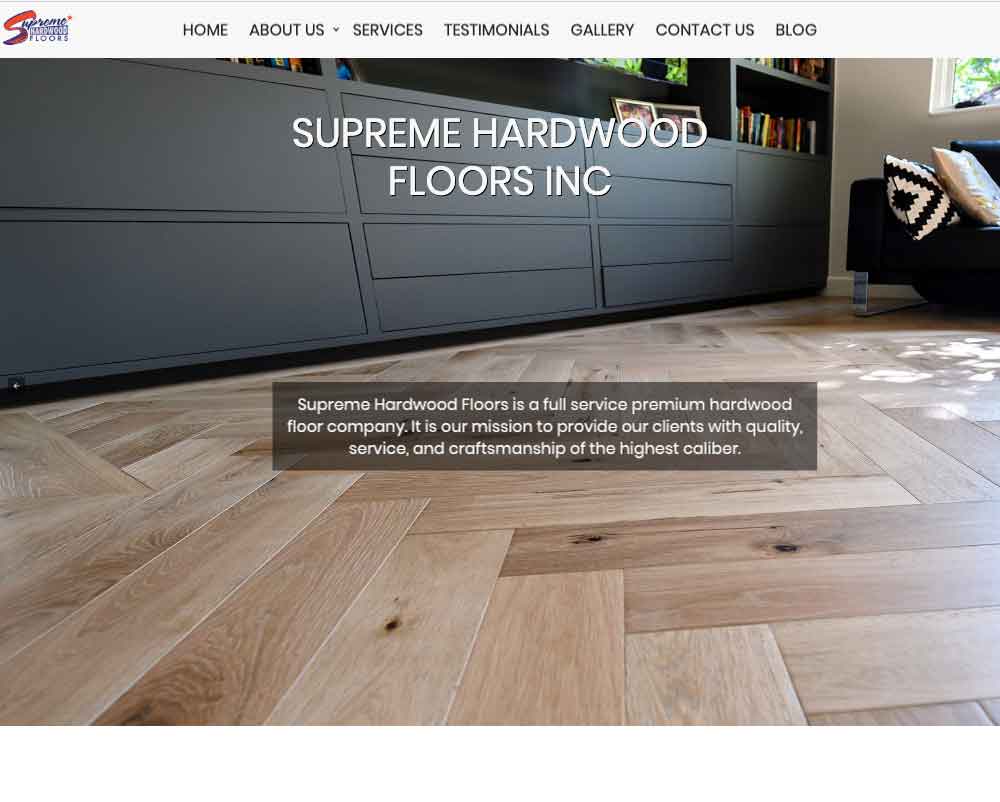 Supreme
HARDWOOD
FLOORS
HOME ABOUT US SERVICES TESTIMONIALS GALLERY CONTACT US BLOG
SUPREME HARDWOOD
FLOORS INC
Supreme Hardwood Floors is a full service premium hardwood
floor company. It is our mission to provide our clients with quality,
service, and craftsmanship of the highest caliber.